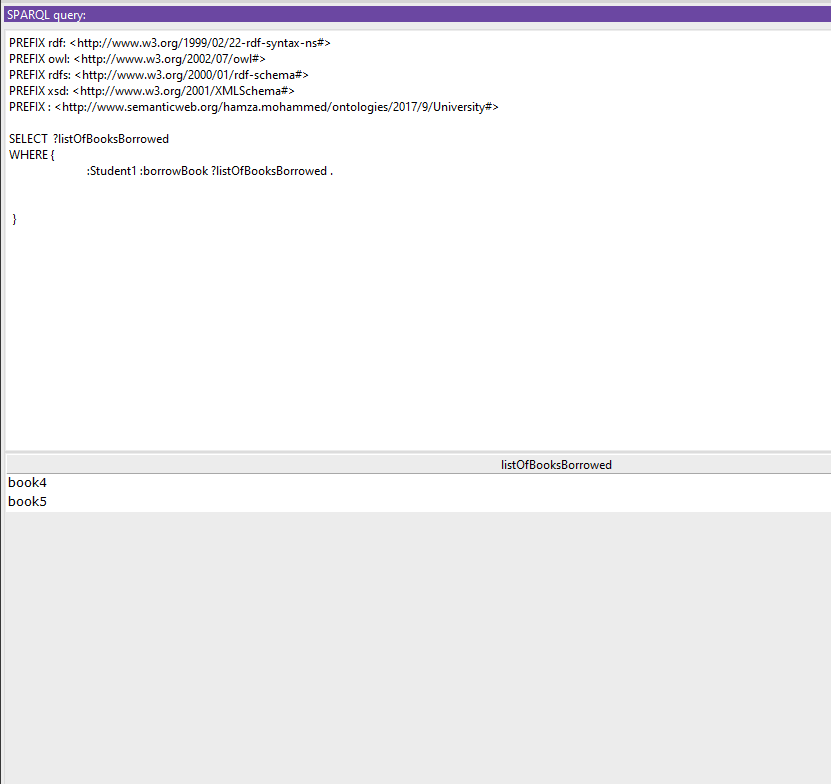 SPARQL query:
PREFIX rdf: <http://www.w3.org/1999/02/22-rdf-syntax-ns#>
PREFIX owl: <http://www.w3.org/2002/07/owl#>
PREFIX rdfs: <http://www.w3.org/2000/01/rdf-schema#>
PREFIX xsd: <http://www.w3.org/2001/XMLSchema#>
PREFIX : <http://www.semanticweb.org/hamza.mohammed/ontologies/2017/9/University#>
SELECT ?listOfBooksBorrowed
WHERE {
:Student1 :borrowBook ?listOfBooksBorrowed .
}
listOfBooksBorrowed
book4
book5